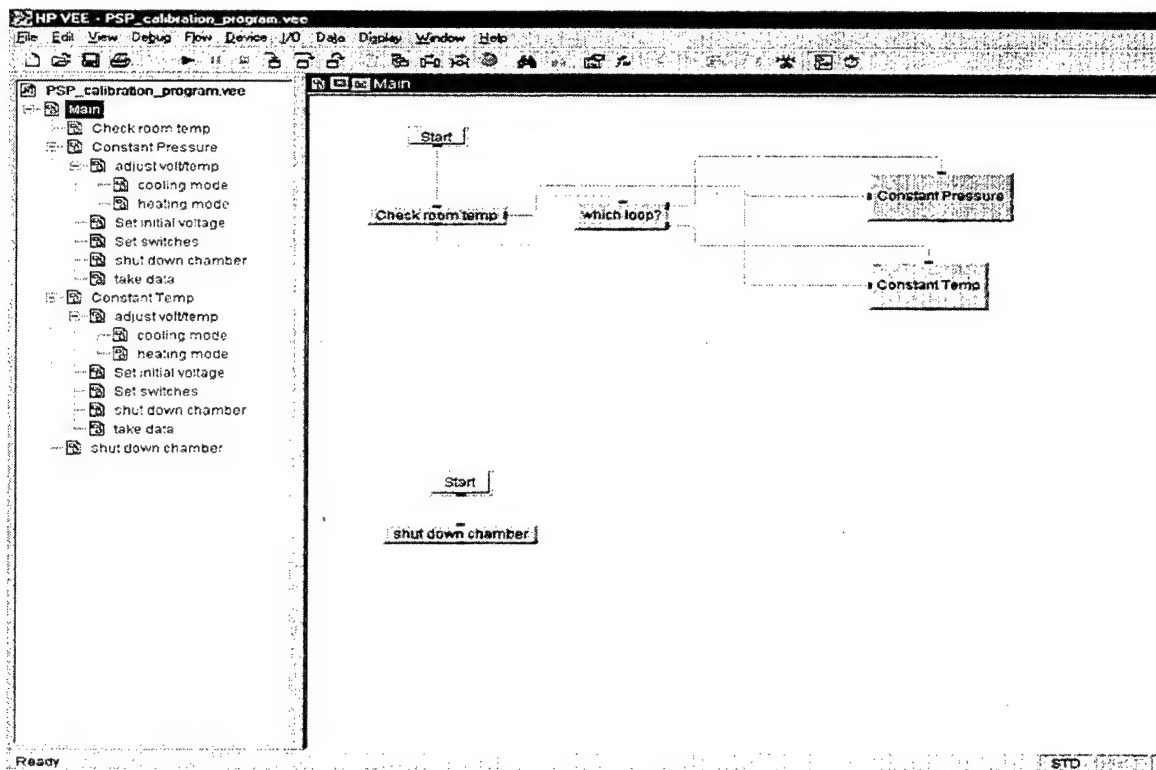 HP VEE - PSP_calibration_program.vee
File Edit View Debug Flow Device I/O Data Display Window Help
PSP_calibration_program.vee
Main
Check room temp
Constant Pressure
adjust volt/temp
cooling mode
heating mode
Set initial voltage
Set switches
shut down chamber
take data
Constant Temp
adjust volt/temp
cooling mode
heating mode
Set initial voltage
Set switches
shut down chamber
take data
shut down chamber
Main
Start
Check room temp
which loop?
Constant Pressure
Constant Temp
Start
shut down chamber
Ready
STD